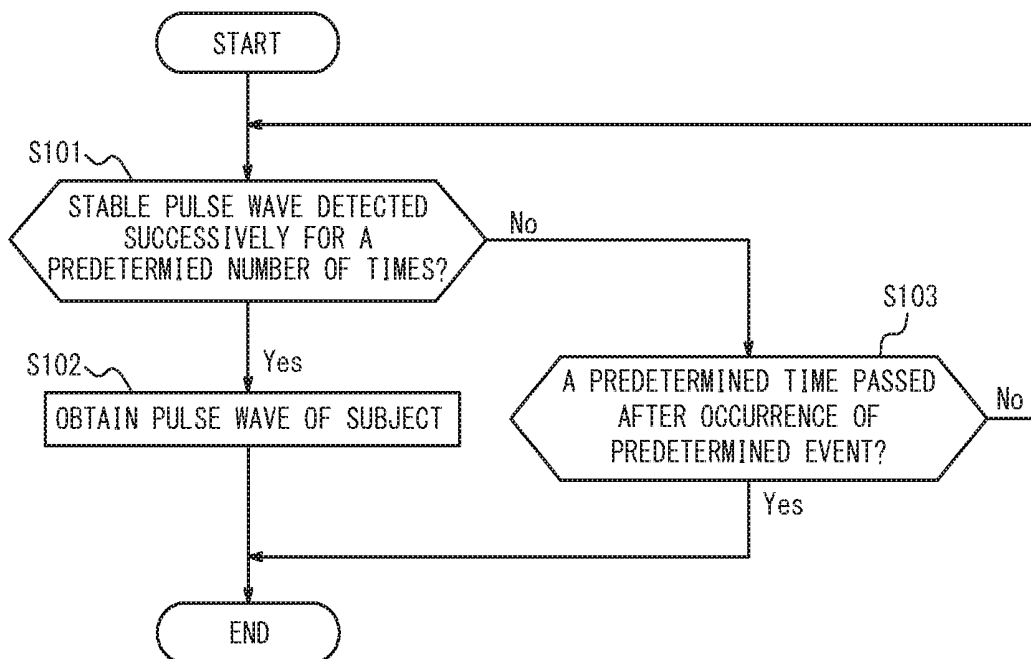 START
S101
STABLE PULSE WAVE DETECTED
SUCCESSIVELY FOR A
PREDETERMIED NUMBER OF TIMES?
No
Yes
S102
OBTAIN PULSE WAVE OF SUBJECT
S103
A PREDETERMINED TIME PASSED
AFTER OCCURRENCE OF
PREDETERMINED EVENT?
No
Yes
END